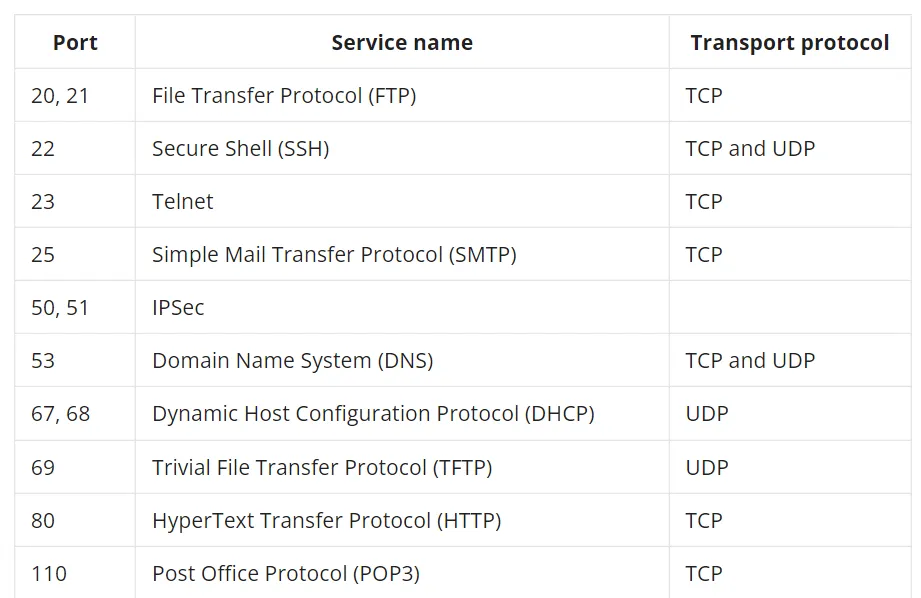 Port Service name Transport protocol
20, 21 File Transfer Protocol (FTP) TCP
22 Secure Shell (SSH) TCP and UDP
23 Telnet TCP
25 Simple Mail Transfer Protocol (SMTP) TCP
50, 51 IPSec
53 Domain Name System (DNS) TCP and UDP
67, 68 Dynamic Host Configuration Protocol (DHCP) UDP
69 Trivial File Transfer Protocol (TFTP) UDP
80 HyperText Transfer Protocol (HTTP) TCP
110 Post Office Protocol (POP3) TCP